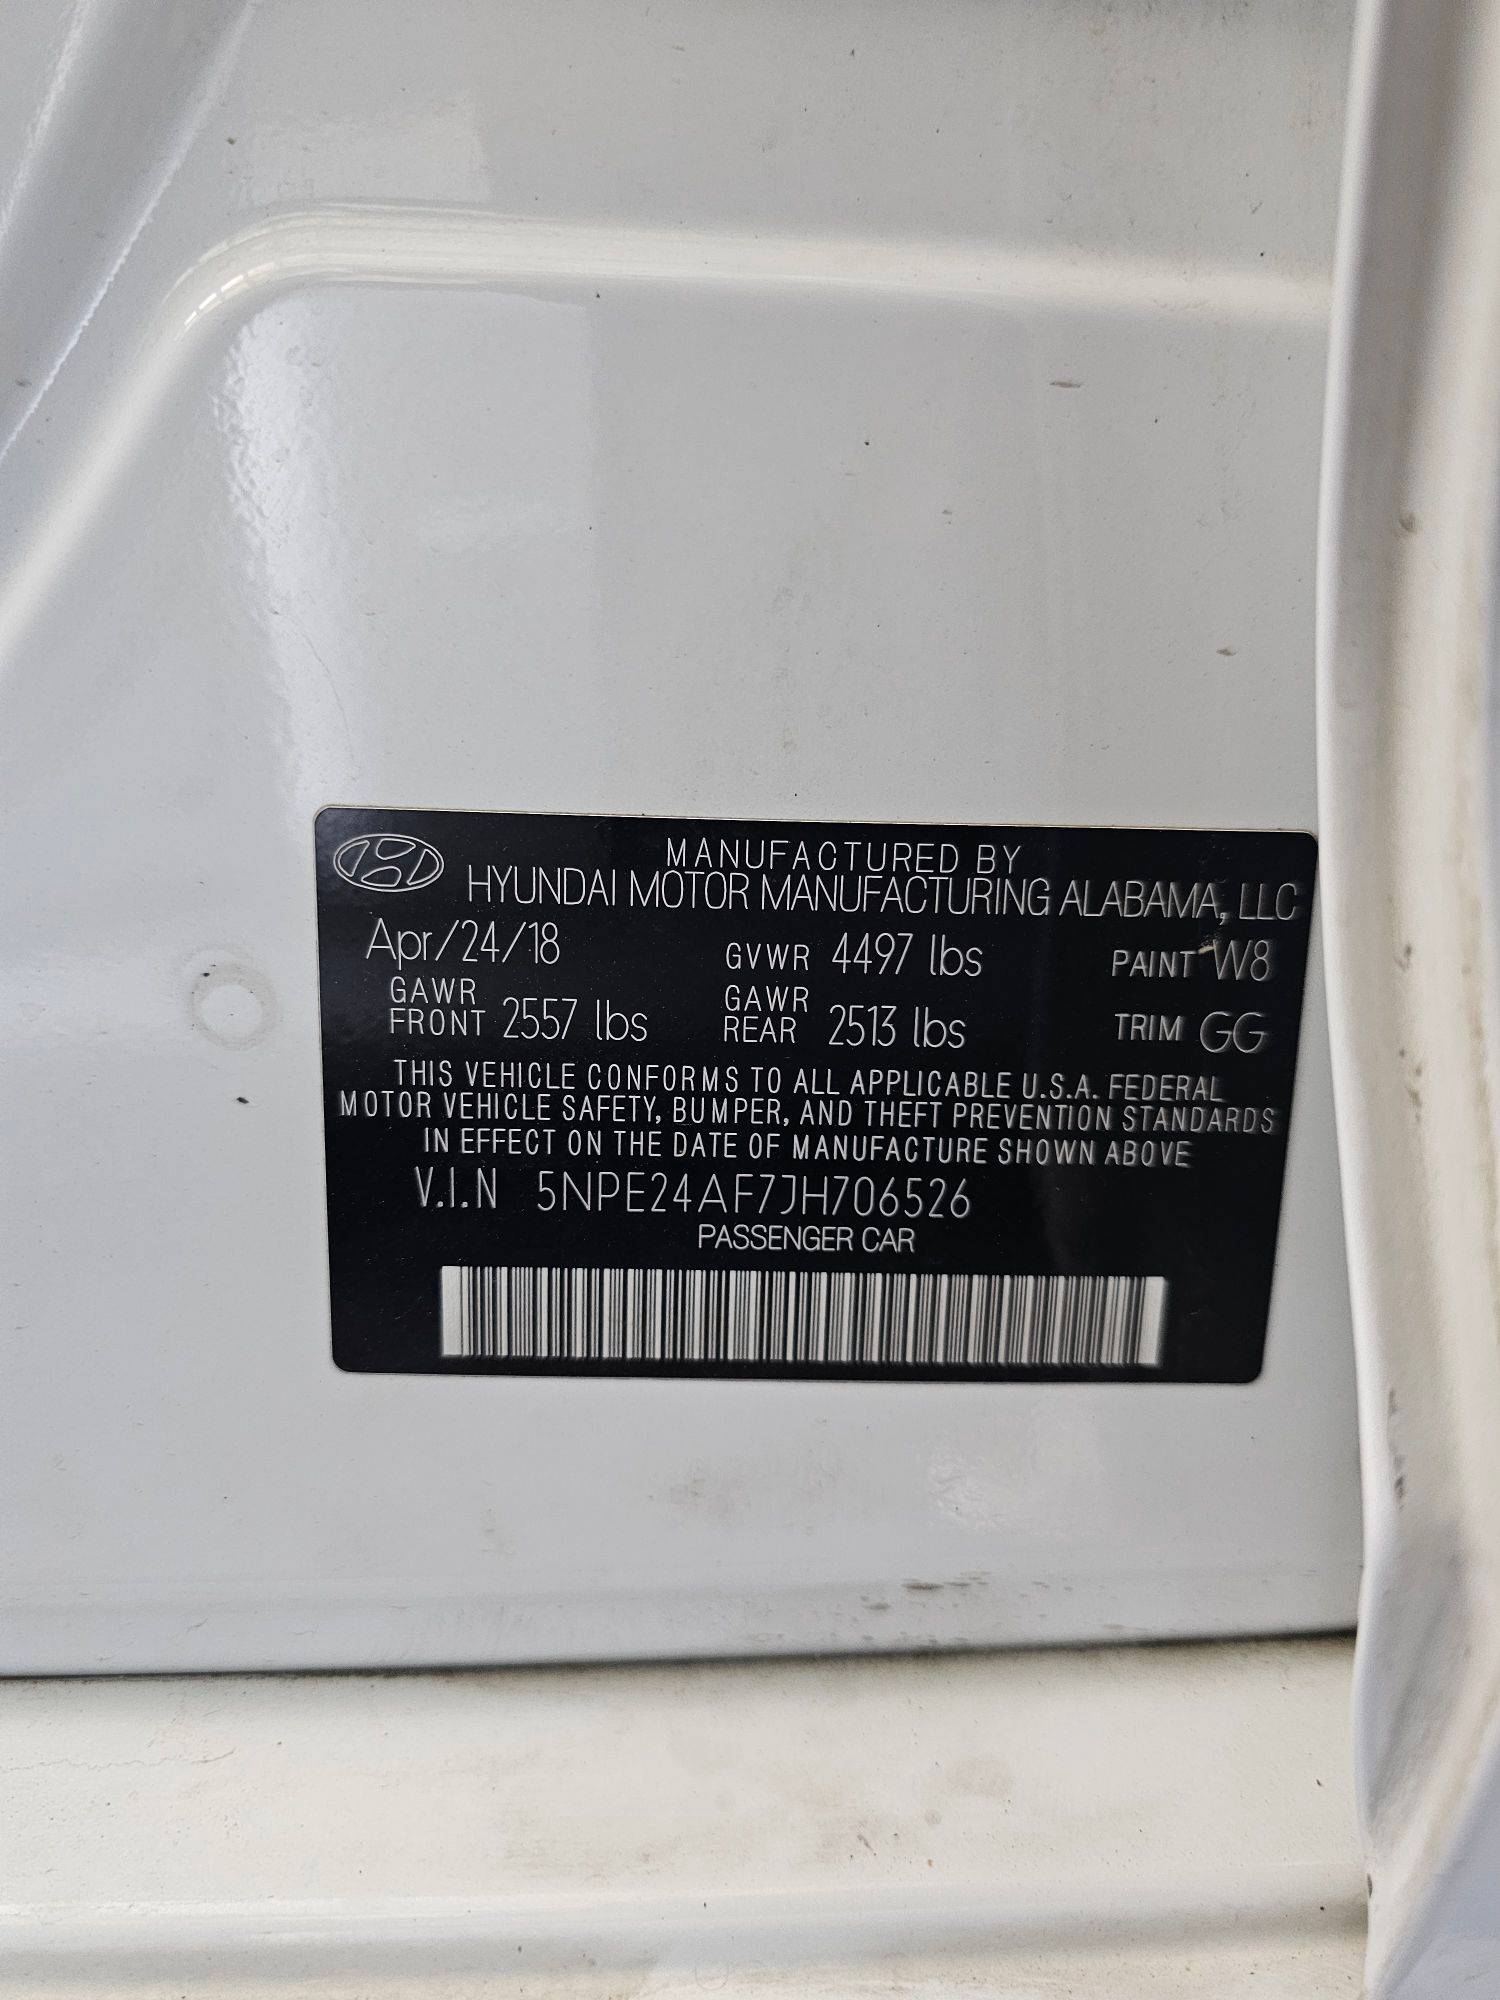 MANUFACTURED BY
HYUNDAI MOTOR MANUFACTURING ALABAMA, LLC
Apr/24/18 GVWR 4497 lbs PAINT W8
GAWR FRONT 2557 lbs GAWR REAR 2513 lbs TRIM GG
THIS VEHICLE CONFORMS TO ALL APPLICABLE U.S.A. FEDERAL
MOTOR VEHICLE SAFETY, BUMPER, AND THEFT PREVENTION STANDARDS
IN EFFECT ON THE DATE OF MANUFACTURE SHOWN ABOVE
V.I.N 5NPE24AF7JH706526
PASSENGER CAR